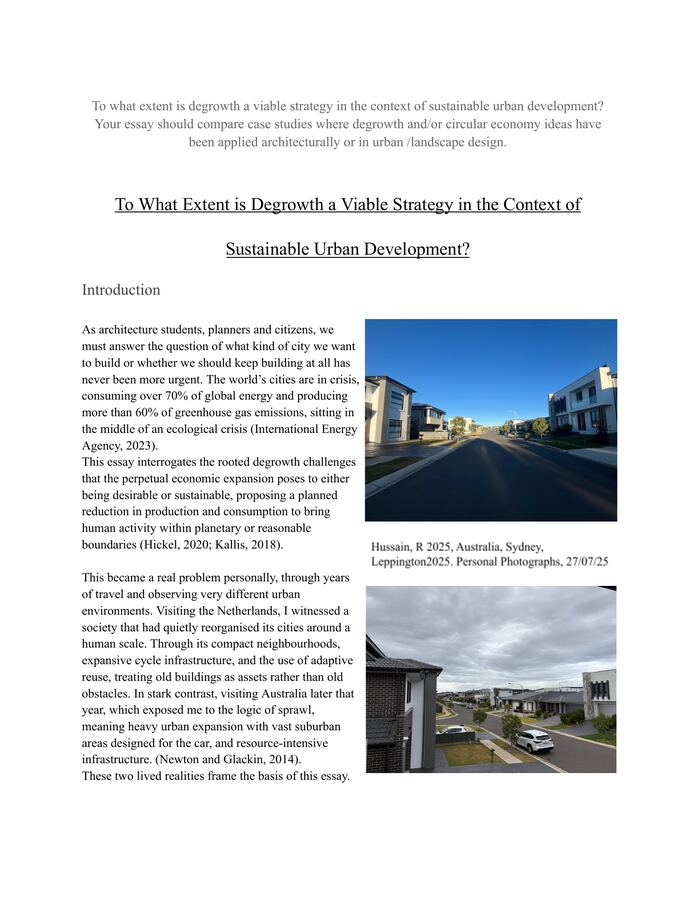 To what extent is degrowth a viable strategy in the context of sustainable urban development?
Your essay should compare case studies where degrowth and/or circular economy ideas have
been applied architecturally or in urban /landscape design.
To What Extent is Degrowth a Viable Strategy in the Context of
Sustainable Urban Development?
Introduction
As architecture students, planners and citizens, we
must answer the question of what kind of city we want
to build or whether we should keep building at all has
never been more urgent. The world’s cities are in crisis,
consuming over 70% of global energy and producing
more than 60% of greenhouse gas emissions, sitting in
the middle of an ecological crisis (International Energy
Agency, 2023).
This essay interrogates the rooted degrowth challenges
that the perpetual economic expansion poses to either
being desirable or sustainable, proposing a planned
reduction in production and consumption to bring
human activity within planetary or reasonable
boundaries (Hickel, 2020; Kallis, 2018).
This became a real problem personally, through years
of travel and observing very different urban
environments. Visiting the Netherlands, I witnessed a
society that had quietly reorganised its cities around a
human scale. Through its compact neighbourhoods,
expansive cycle infrastructure, and the use of adaptive
reuse, treating old buildings as assets rather than old
obstacles. In stark contrast, visiting Australia later that
year, which exposed me to the logic of sprawl,
meaning heavy urban expansion with vast suburban
areas designed for the car, and resource-intensive
infrastructure. (Newton and Glackin, 2014).
These two lived realities frame the basis of this essay.
Hussain, R 2025, Australia, Sydney,
Leppington2025. Personal Photographs, 27/07/25